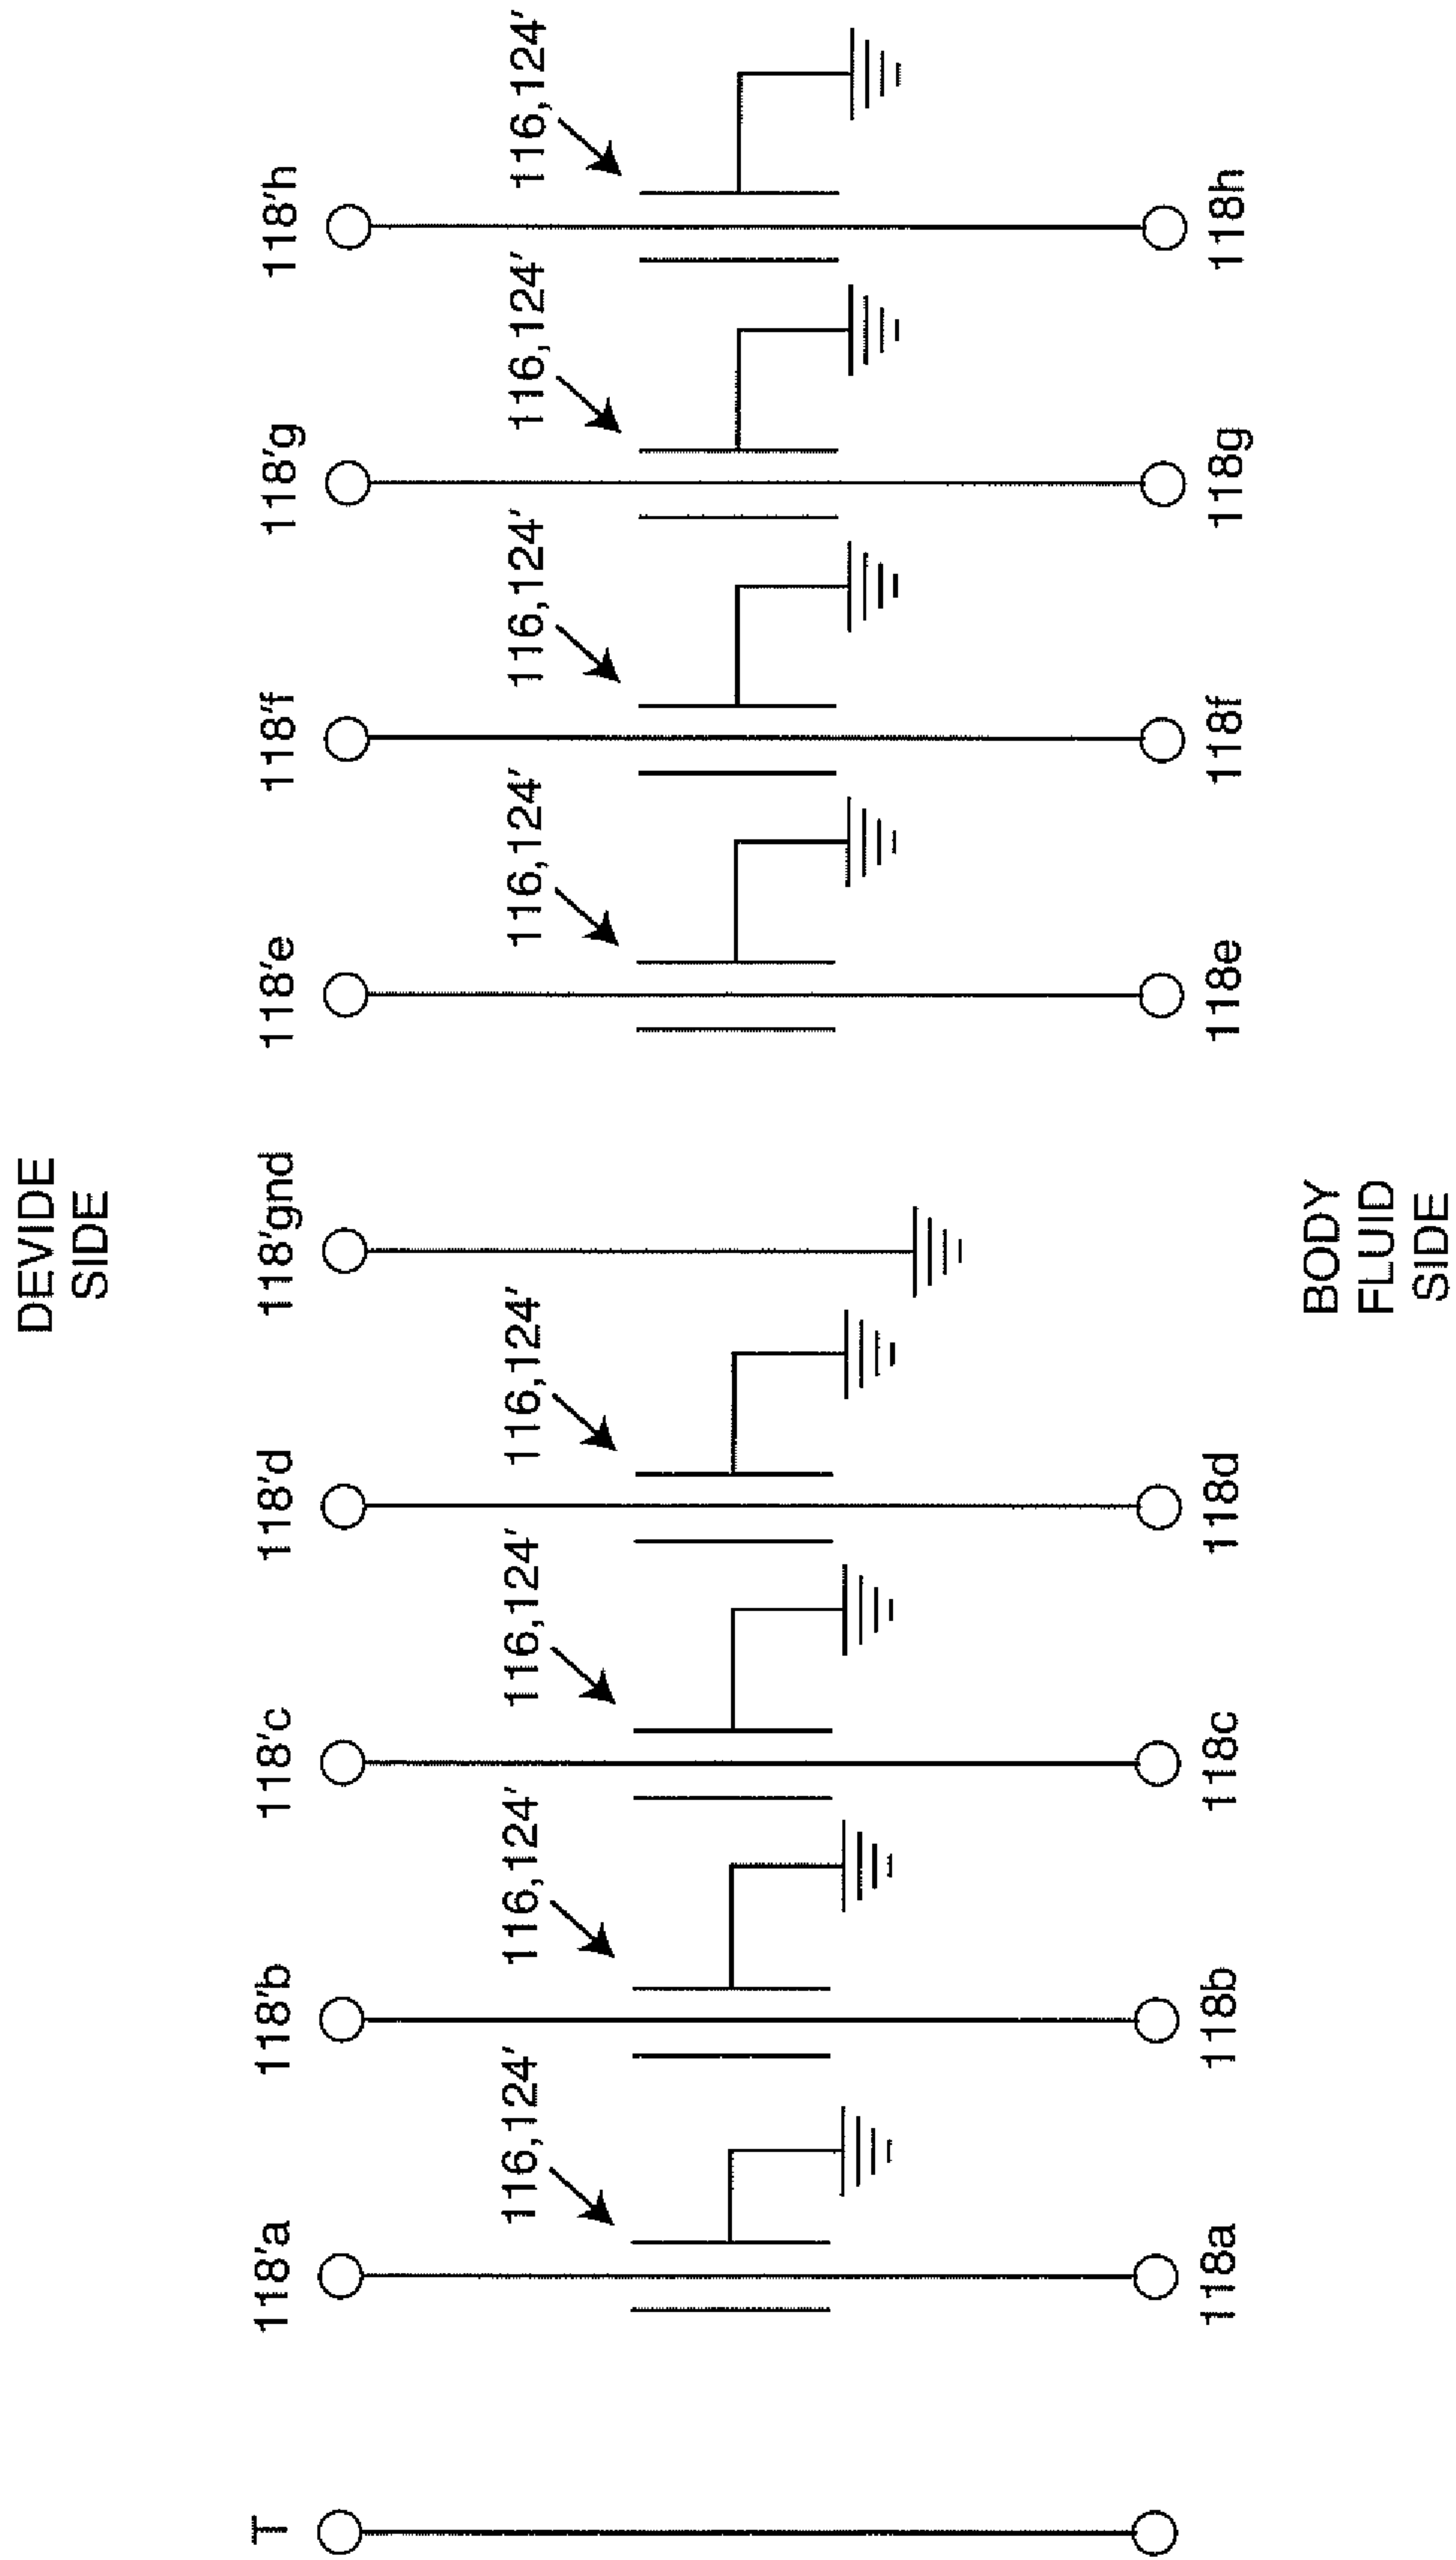 DEVIDE
SIDE
T
118'a
118'b
118'c
118'd
118'gnd
118'e
118'f
118'g
118'h
116,124'
116,124'
116,124'
116,124'
116,124'
116,124'
116,124'
116,124'
118a
118b
118c
118d
118e
118f
118g
118h
BODY
FLUID
SIDE